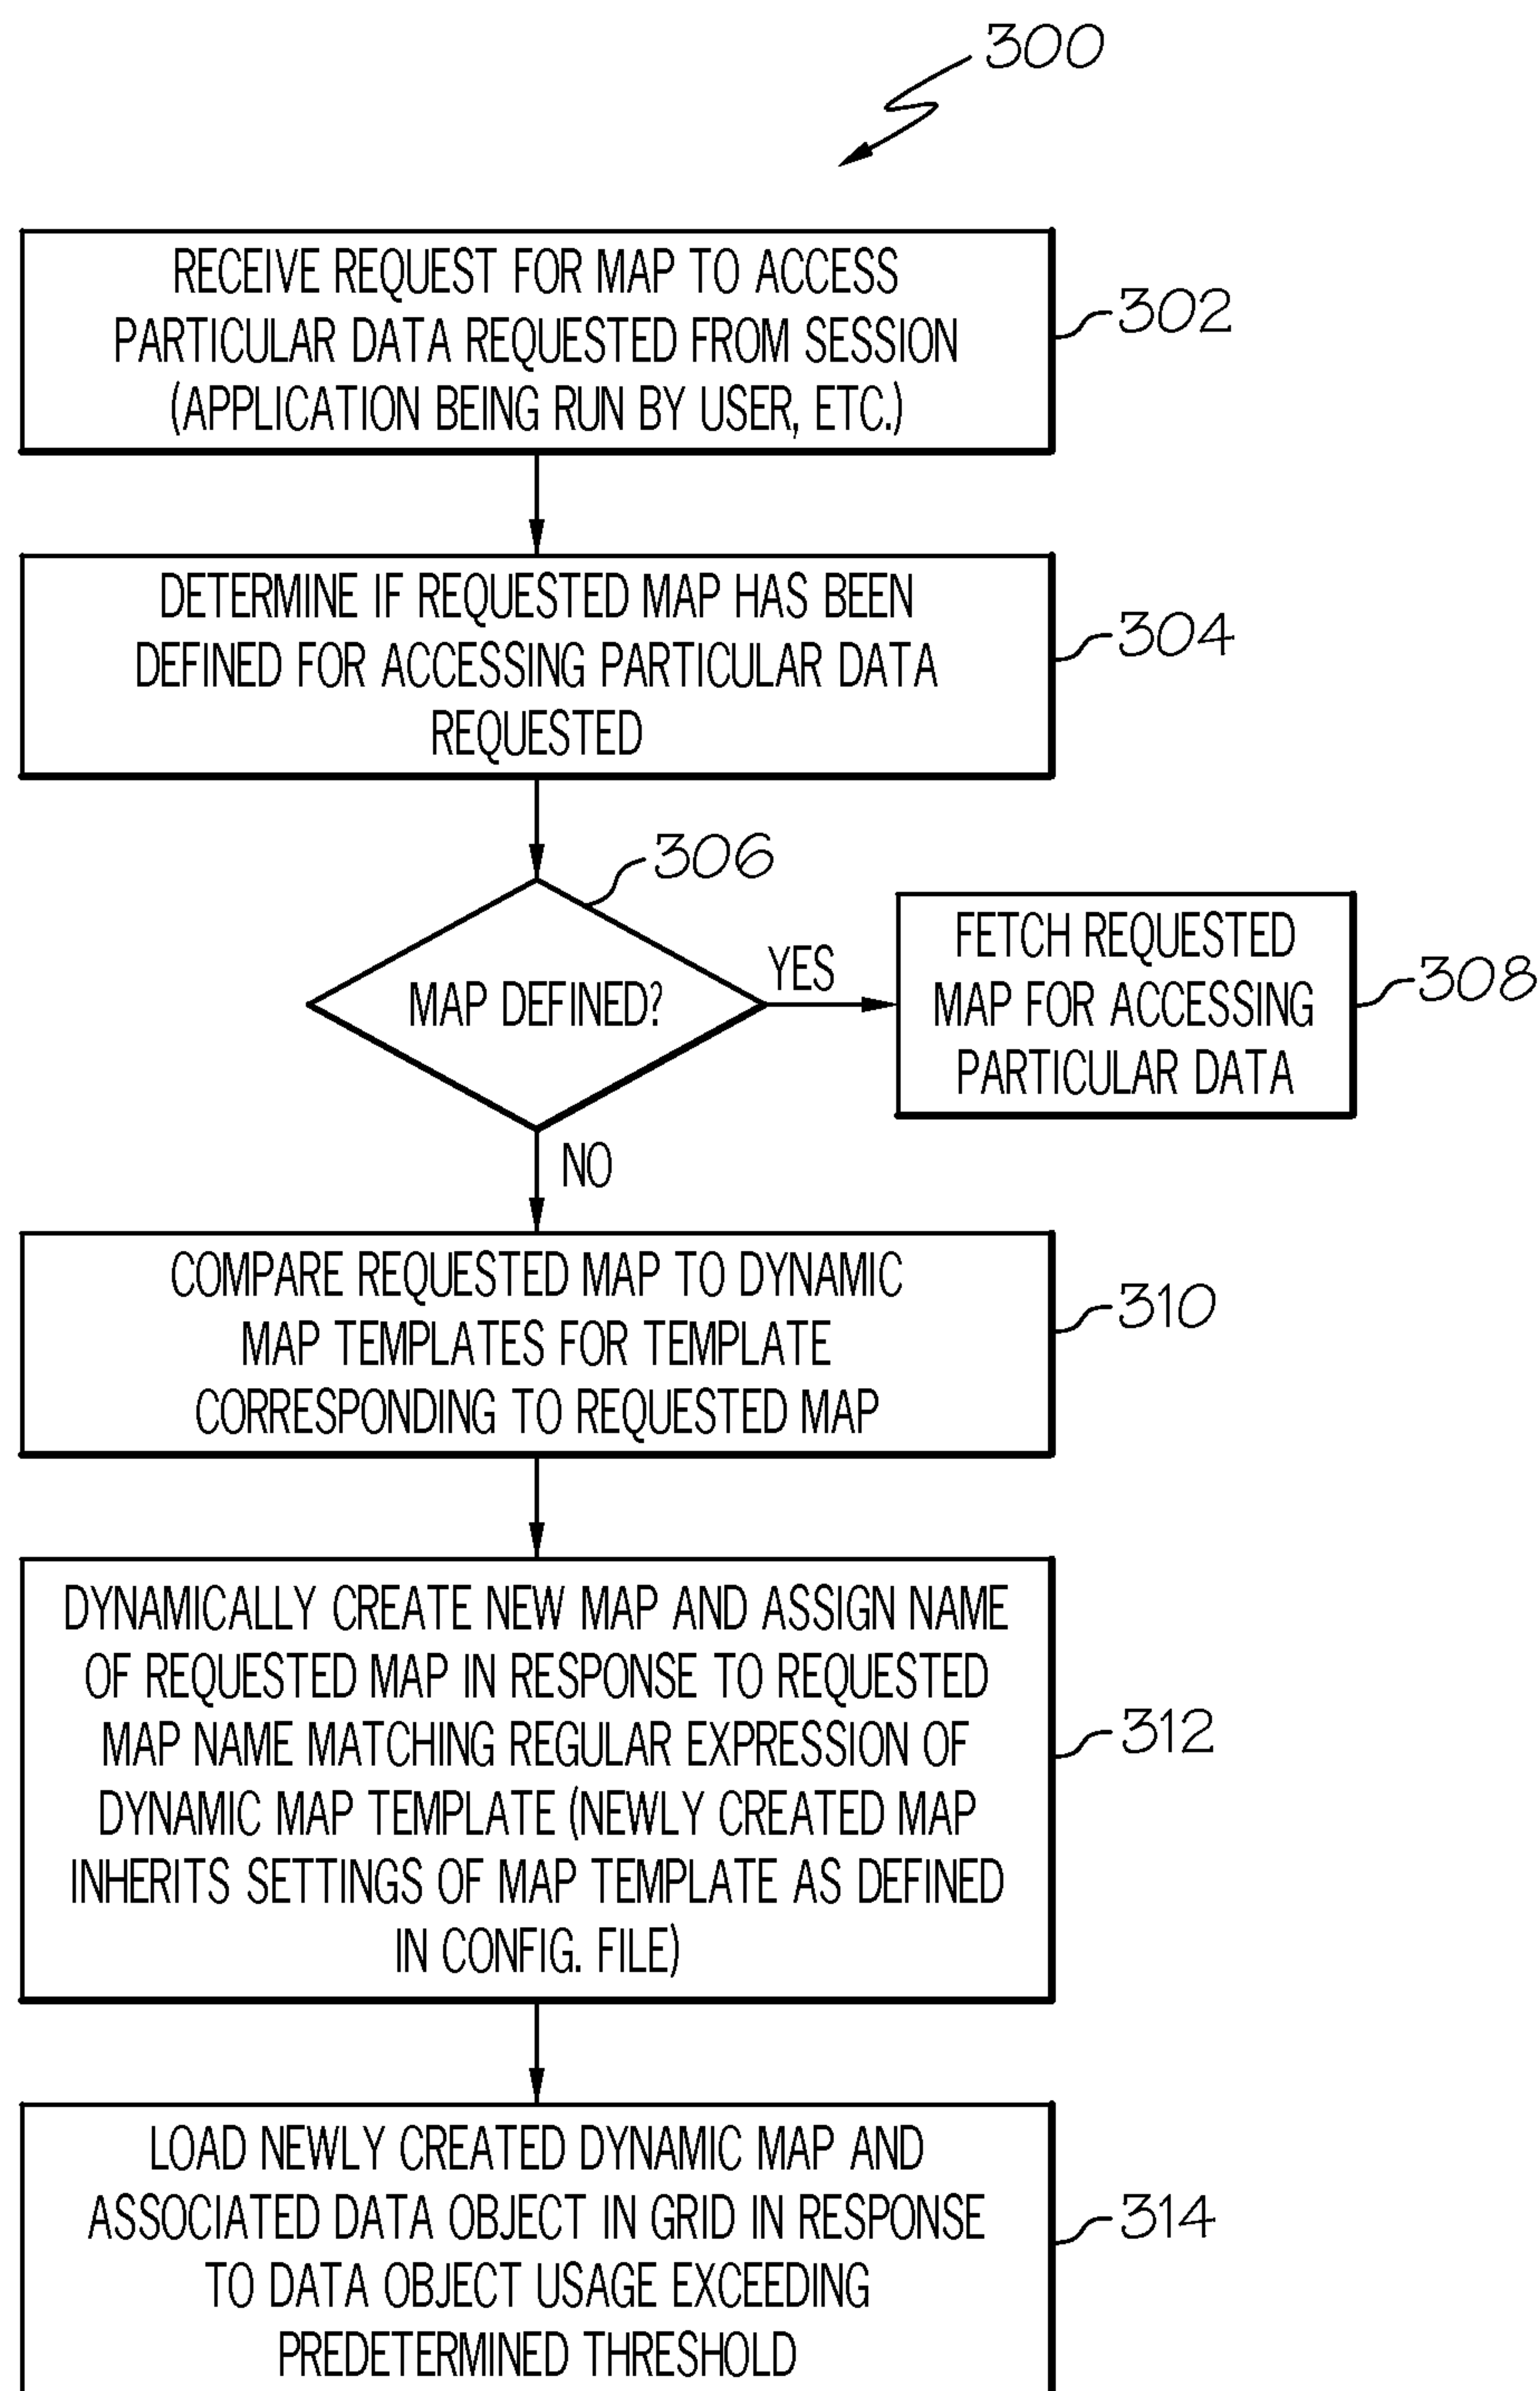 300
RECEIVE REQUEST FOR MAP TO ACCESS
PARTICULAR DATA REQUESTED FROM SESSION
(APPLICATION BEING RUN BY USER, ETC.)
302
DETERMINE IF REQUESTED MAP HAS BEEN
DEFINED FOR ACCESSING PARTICULAR DATA
REQUESTED
304
306
MAP DEFINED?
YES
FETCH REQUESTED
MAP FOR ACCESSING
PARTICULAR DATA
308
NO
COMPARE REQUESTED MAP TO DYNAMIC
MAP TEMPLATES FOR TEMPLATE
CORRESPONDING TO REQUESTED MAP
310
DYNAMICALLY CREATE NEW MAP AND ASSIGN NAME
OF REQUESTED MAP IN RESPONSE TO REQUESTED
MAP NAME MATCHING REGULAR EXPRESSION OF
DYNAMIC MAP TEMPLATE (NEWLY CREATED MAP
INHERITS SETTINGS OF MAP TEMPLATE AS DEFINED
IN CONFIG. FILE)
312
LOAD NEWLY CREATED DYNAMIC MAP AND
ASSOCIATED DATA OBJECT IN GRID IN RESPONSE
TO DATA OBJECT USAGE EXCEEDING
PREDETERMINED THRESHOLD
314